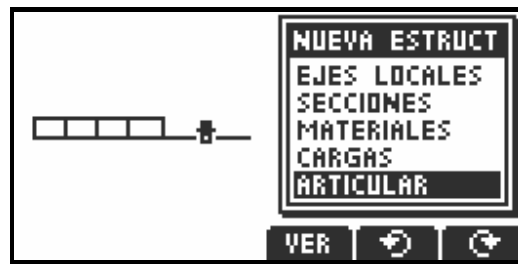 NUEVA ESTRUCT
EJES LOCALES
SECCIONES
MATERIALES
CARGAS
ARTICULAR
VER